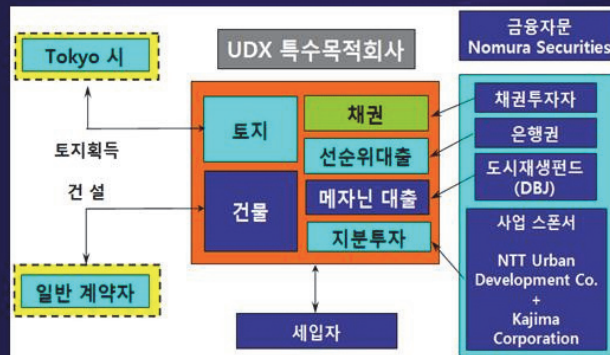 UDX 특수목적회사
금융자문
Nomura Securities
Tokyo 시
토지획득
건 설
일반 계약자
토지
건물
채권
선순위대출
메자닌 대출
지분투자
세입자
채권투자자
은행권
도시재생펀드
(DBJ)
사업 스폰서
NTT Urban
Development Co.
+
Kajima
Corporation